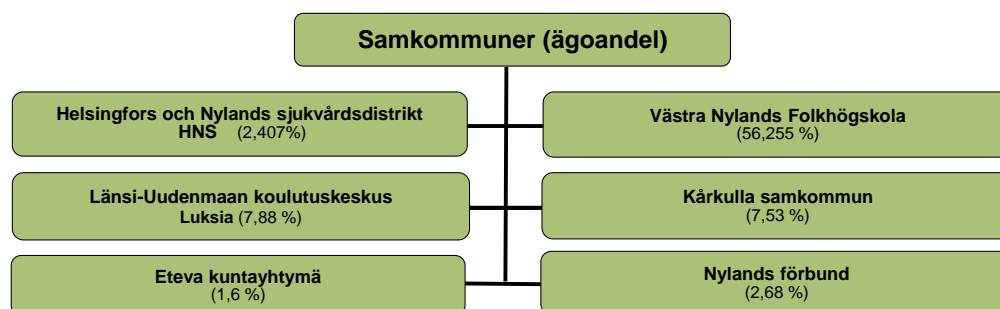 Samkommuner (ägoandel)
Helsingfors och Nylands sjukvårdsdistrikt
HNS (2,407%)
Västra Nylands Folkhögskola
(56,255 %)
Länsi-Uudenmaan koulutuskeskus
Luksia (7,88 %)
Kårkulla samkommun
(7,53 %)
Eteva kuntayhtymä
(1,6 %)
Nylands förbund
(2,68 %)